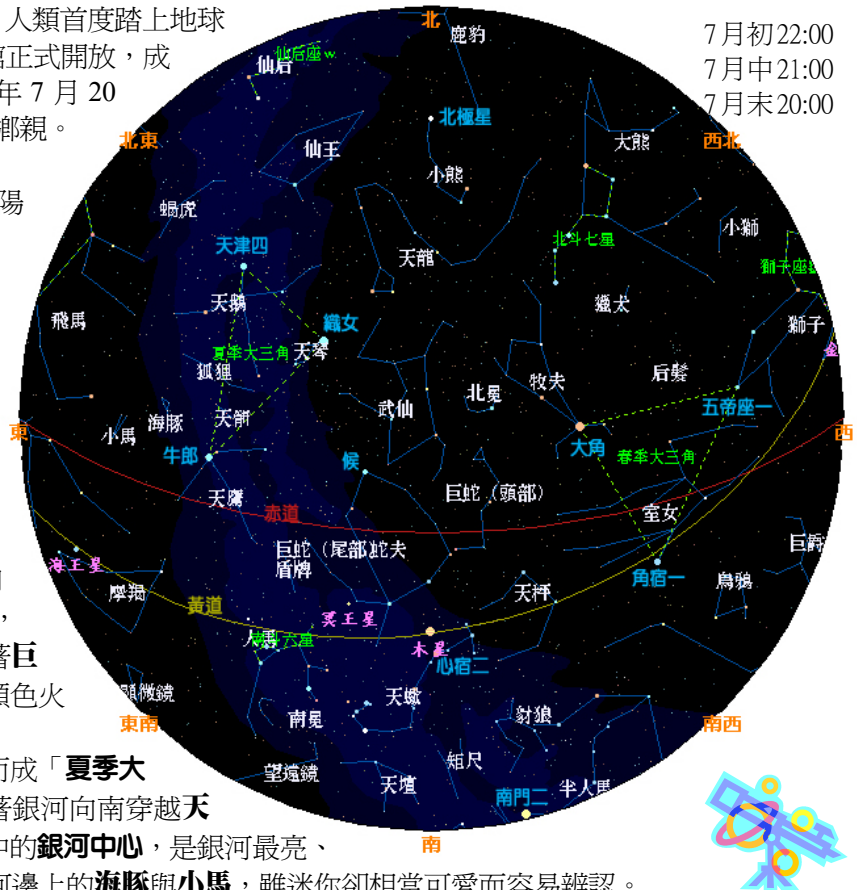 人類首度踏上地球
館正式開放，成
年 7 月 20
鄉親。
陽
7月初22:00
7月中21:00
7月末20:00
北
鹿豹
仙后座w
仙后
北極星
北東
西北
大熊
仙王
小熊
蝎虎
小獅
天津四
北斗七星
天龍
獅子座
天鵝
獵犬
飛馬
織女
獅子
夏季大三角
天琴
金
狐狸
牧夫
后髮
北冕
武仙
五帝座一
海豚
天箭
小馬
東
西
牛郎
候
大角
春季大三角
巨蛇（頭部）
天鷹
赤道
室女
巨蛇（尾部
蛇夫
巨爵
盾牌
海王星
角宿一
烏鴉
摩羯
天秤
黃道
冥王星
人馬
南斗六星
木星
心宿二
著巨
顯微鏡
顏色火
天蠍
東南
南冕
豺狼
南西
矩尺
望遠鏡
而成「夏季大
天壇
南門二
半人馬
著銀河向南穿越天
中的銀河中心，是銀河最亮、
南
河邊上的海豚與小馬，雖迷你卻相當可愛而容易辨認。